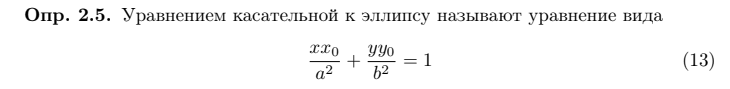 Опр. 2.5. Уравнением касательной к эллипсу называют уравнение вида
xx₀/a² + yy₀/b² = 1 (13)